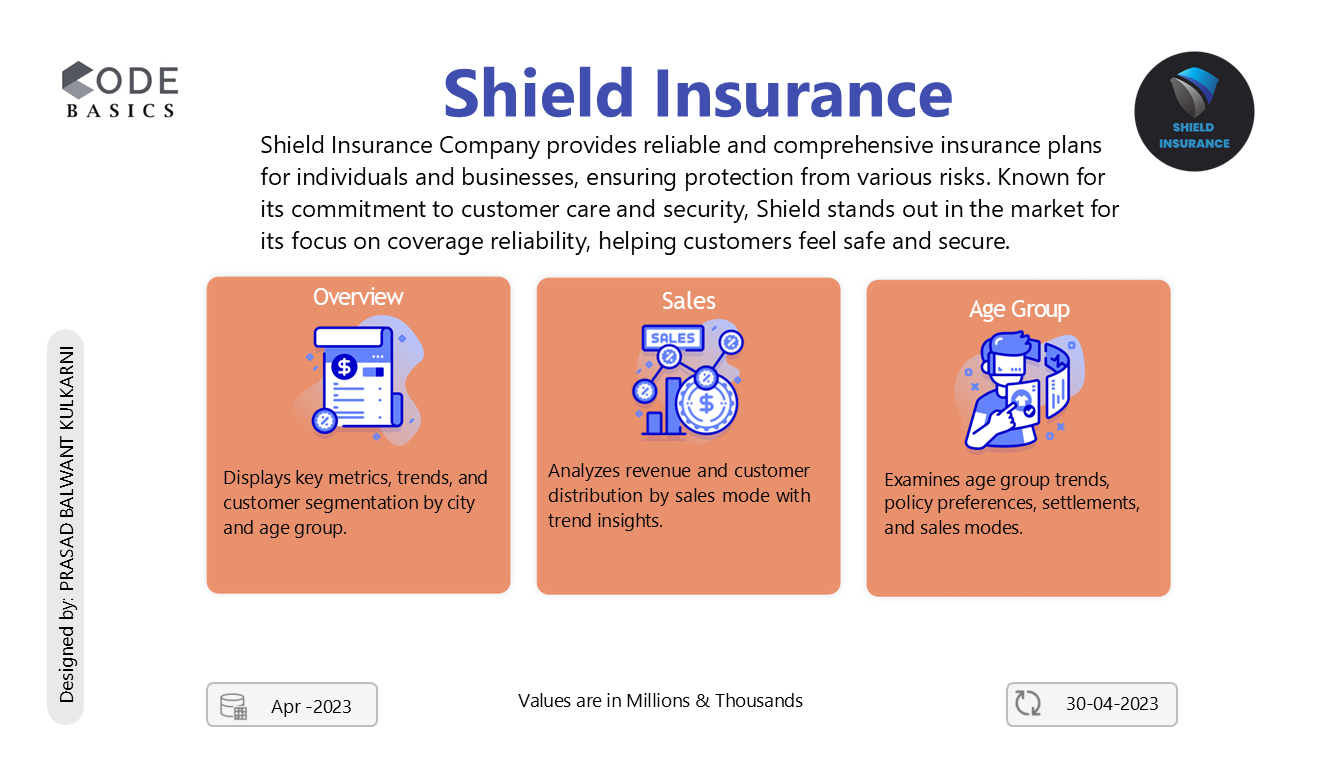 CODE
BASICS
Shield Insurance
SHIELD
INSURANCE
Shield Insurance Company provides reliable and comprehensive insurance plans
for individuals and businesses, ensuring protection from various risks. Known for
its commitment to customer care and security, Shield stands out in the market for
its focus on coverage reliability, helping customers feel safe and secure.
Overview
Displays key metrics, trends, and
customer segmentation by city
and age group.
Sales
SALES
Analyzes revenue and customer
distribution by sales mode with
trend insights.
Age Group
Examines age group trends,
policy preferences, settlements,
and sales modes.
Designed by: PRASAD BALWANT KULKARNI
Apr -2023
Values are in Millions & Thousands
30-04-2023